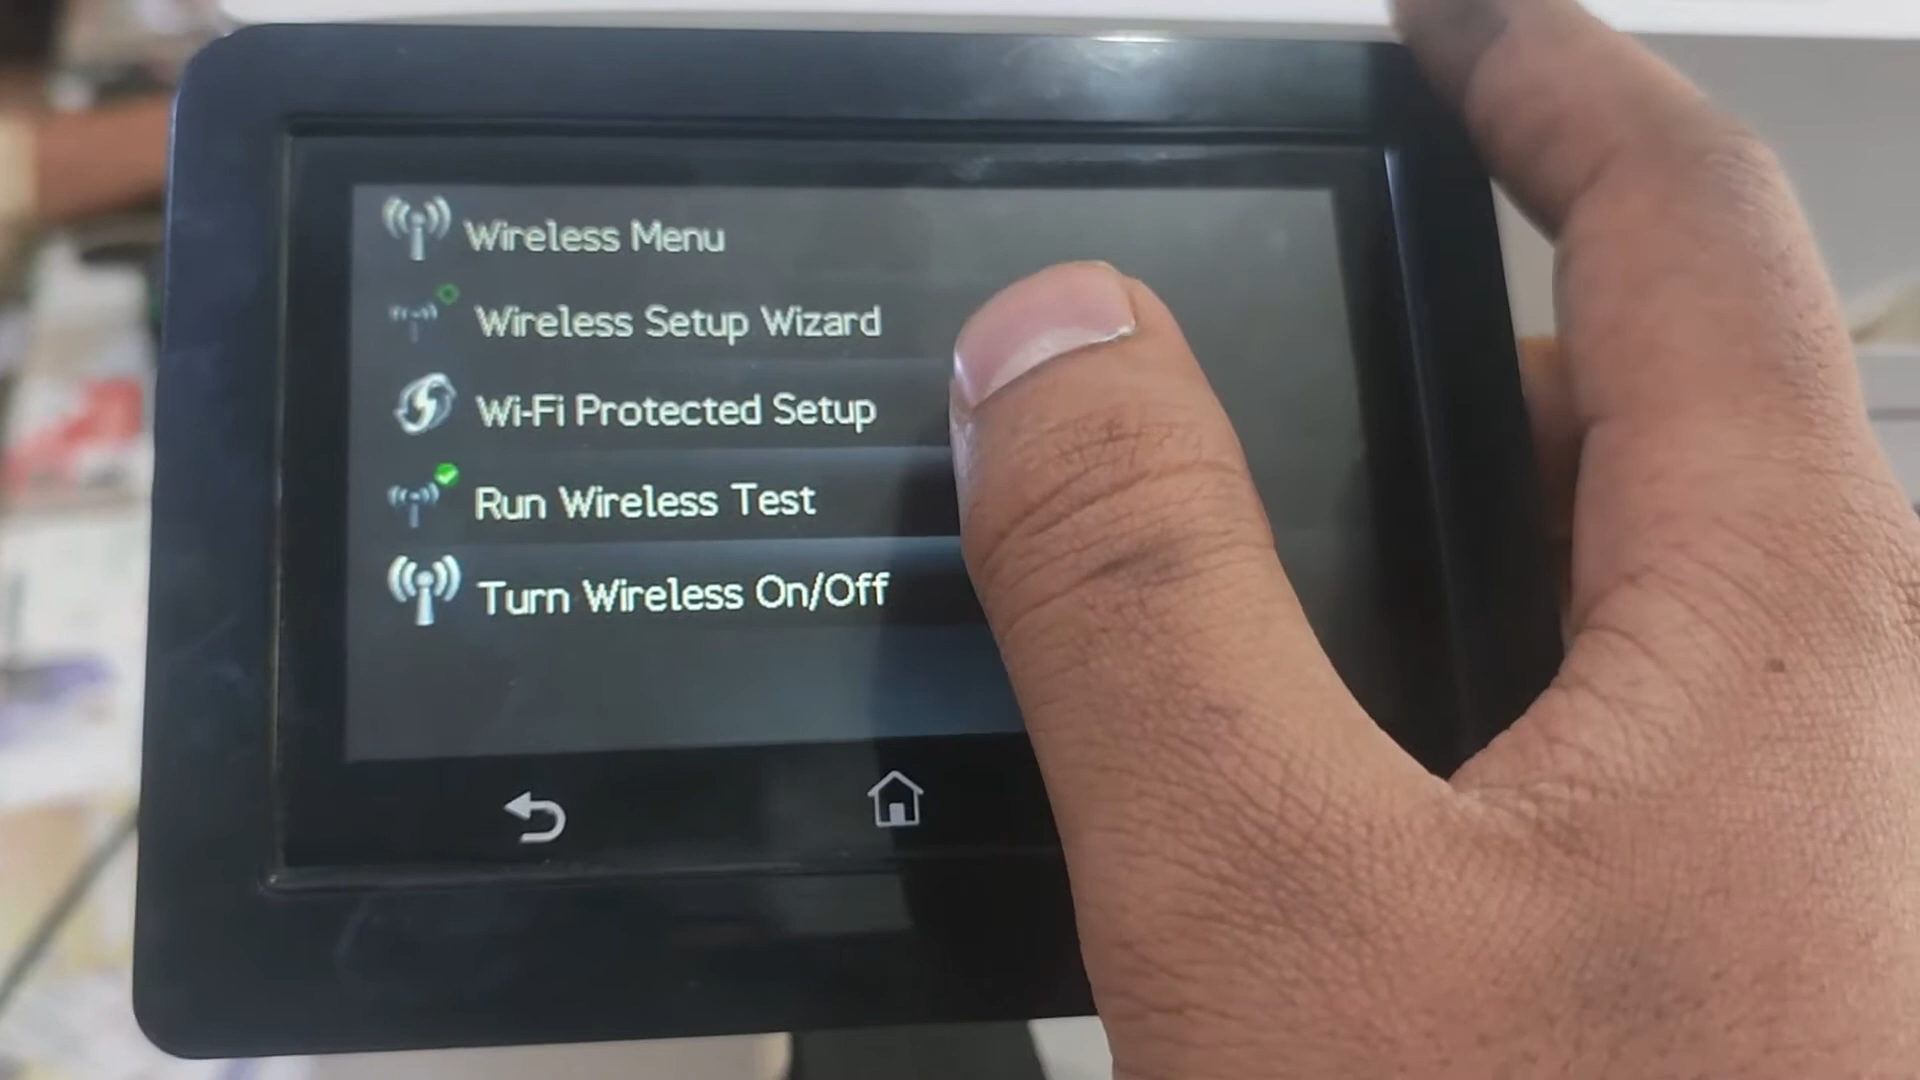 Wireless Menu
Wireless Setup Wizard
Wi-Fi Protected Setup
Run Wireless Test
Turn Wireless On/Off